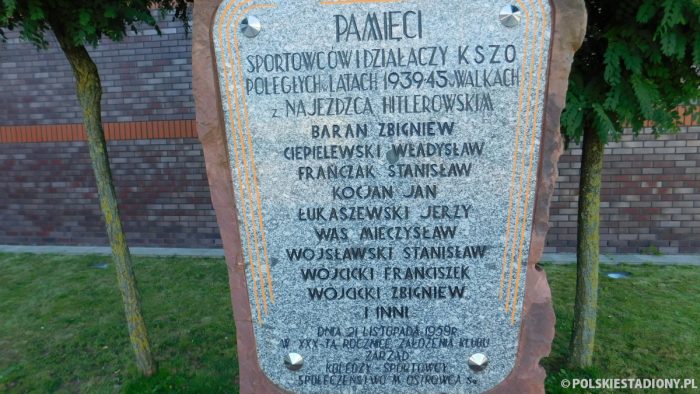 PAMIĘCI
SPORTOWCÓW I DZIAŁACZY KSZO
POLEGŁYCH w LATACH 1939-45 w WALKACH
z NAJEŹDZCĄ HITLEROWSKIM
BARAN ZBIGNIEW
CIEPIELEWSKI WŁADYSŁAW
FRAŃCZAK STANISŁAW
KOCJAN JAN
ŁUKASZEWSKI JERZY
WAS MIECZYSŁAW
WOJSŁAWSKI STANISŁAW
WÓJCICKI FRANCISZEK
WÓJCICKI ZBIGNIEW
I INNI
DNIA 21 LISTOPADA 1959r.
W XXX-TĄ ROCZNICĘ ZAŁOŻENIA KLUBU
ZARZĄD
KOLEDZY - SPORTOWCY
SPOŁECZEŃSTWO M. OSTROWCA Św.
© POLSKIESTADIONY.PL